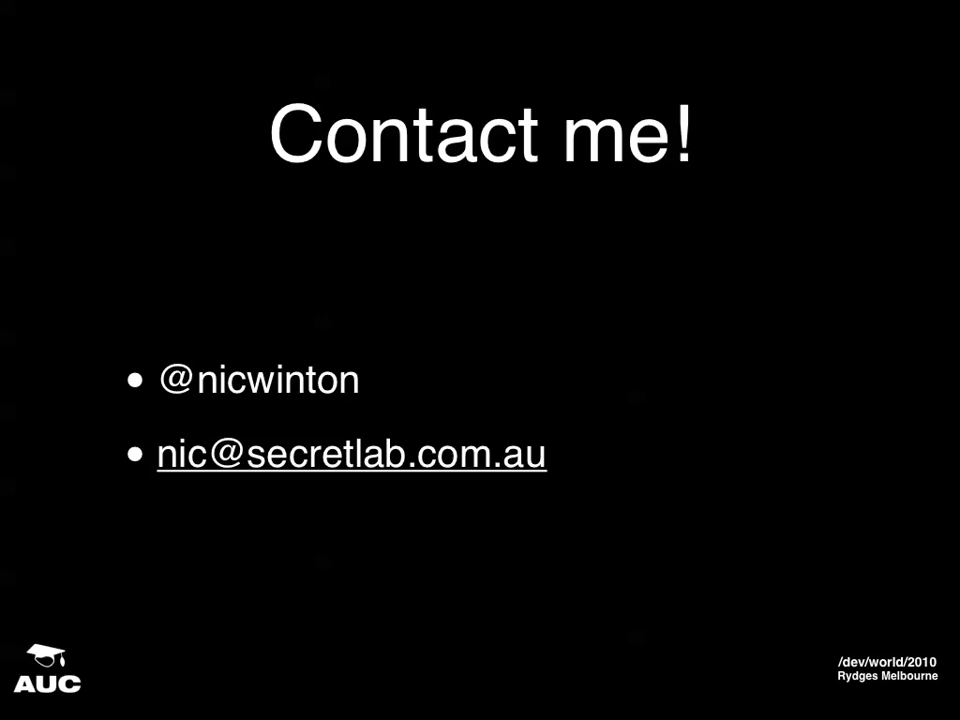 Contact me!
• @nicwinton
• nic@secretlab.com.au
AUC
/dev/world/2010
Rydges Melbourne